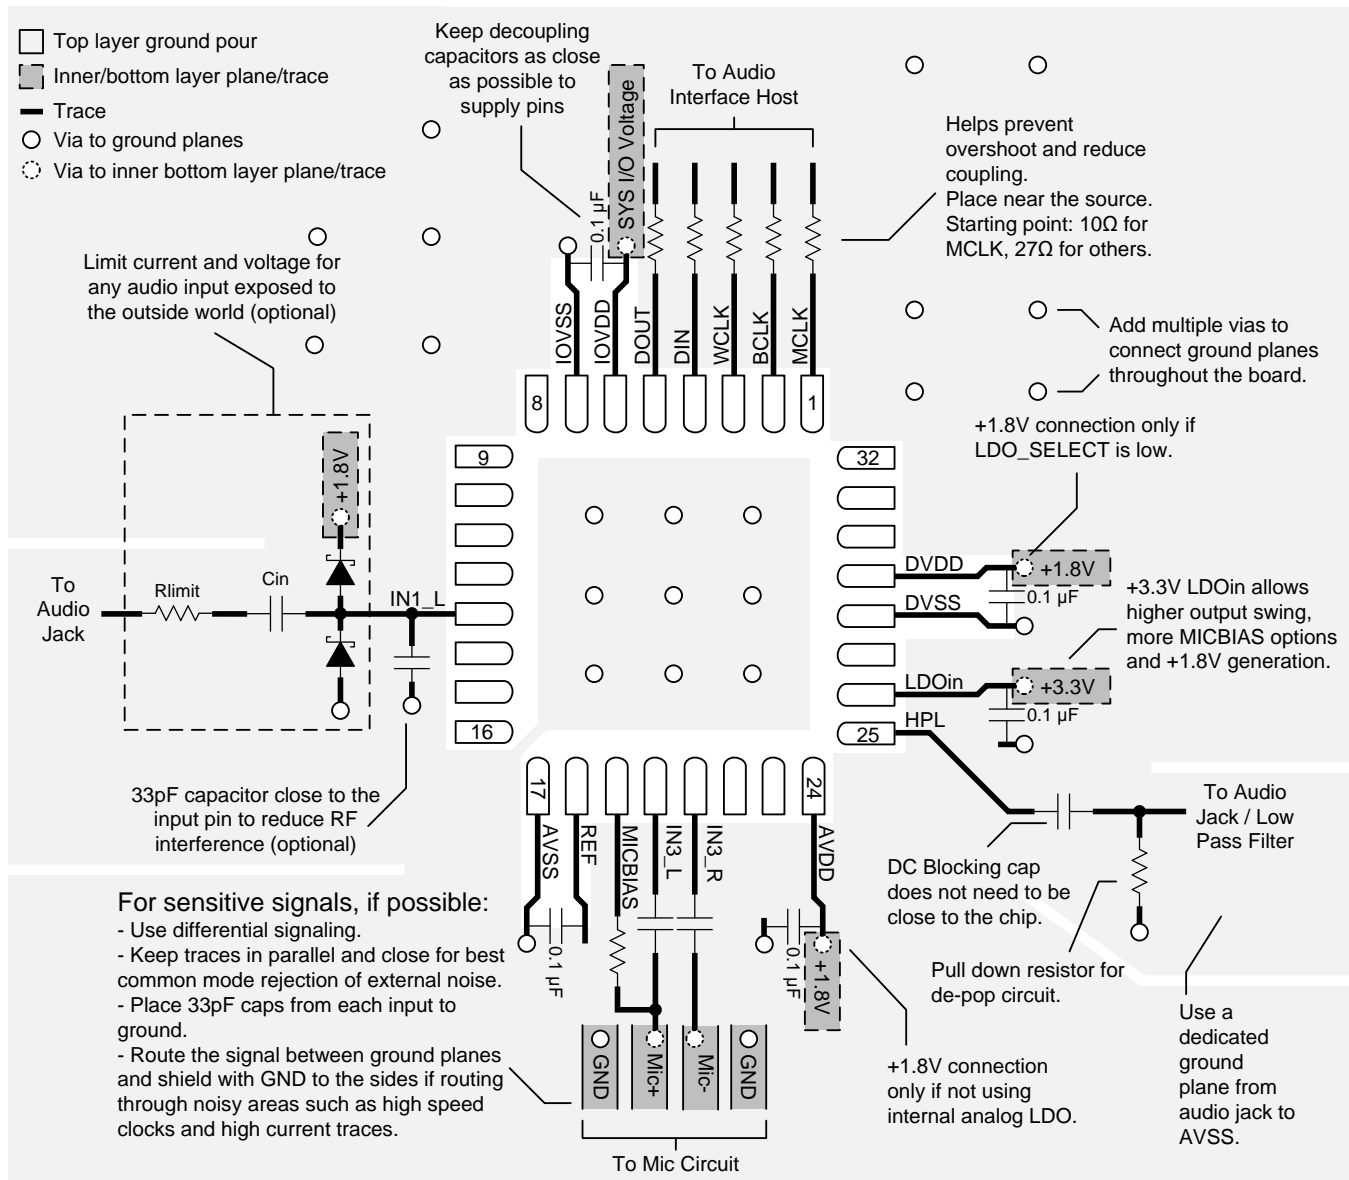 Top layer ground pour
Inner/bottom layer plane/trace
Trace
Via to ground planes
Via to inner bottom layer plane/trace
Keep decoupling
capacitors as close
as possible to
supply pins
SYS I/O Voltage
0.1 µF
To Audio
Interface Host
Helps prevent
overshoot and reduce
coupling.
Place near the source.
Starting point: 10Ω for
MCLK, 27Ω for others.
Limit current and voltage for
any audio input exposed to
the outside world (optional)
Add multiple vias to
connect ground planes
throughout the board.
IOVSS
IOVDD
DOUT
DIN
WCLK
BCLK
MCLK
8
1
+1.8V connection only if
LDO_SELECT is low.
9
32
+1.8V
DVDD
+1.8V
0.1 µF
DVSS
+3.3V LDOin allows
higher output swing,
more MICBIAS options
and +1.8V generation.
To
Audio
Jack
Rlimit
Cin
IN1_L
LDOin
+3.3V
0.1 µF
HPL
16
25
33pF capacitor close to the
input pin to reduce RF
interference (optional)
17
24
AVSS
REF
MICBIAS
IN3_L
IN3_R
AVDD
To Audio
Jack / Low
Pass Filter
DC Blocking cap
does not need to be
close to the chip.
Pull down resistor for
de-pop circuit.
Use a
dedicated
ground
plane from
audio jack to
AVSS.
For sensitive signals, if possible:
- Use differential signaling.
- Keep traces in parallel and close for best
common mode rejection of external noise.
- Place 33pF caps from each input to
ground.
- Route the signal between ground planes
and shield with GND to the sides if routing
through noisy areas such as high speed
clocks and high current traces.
0.1 µF
0.1 µF
+1.8V
+1.8V connection
only if not using
internal analog LDO.
GND
Mic+
Mic-
GND
To Mic Circuit